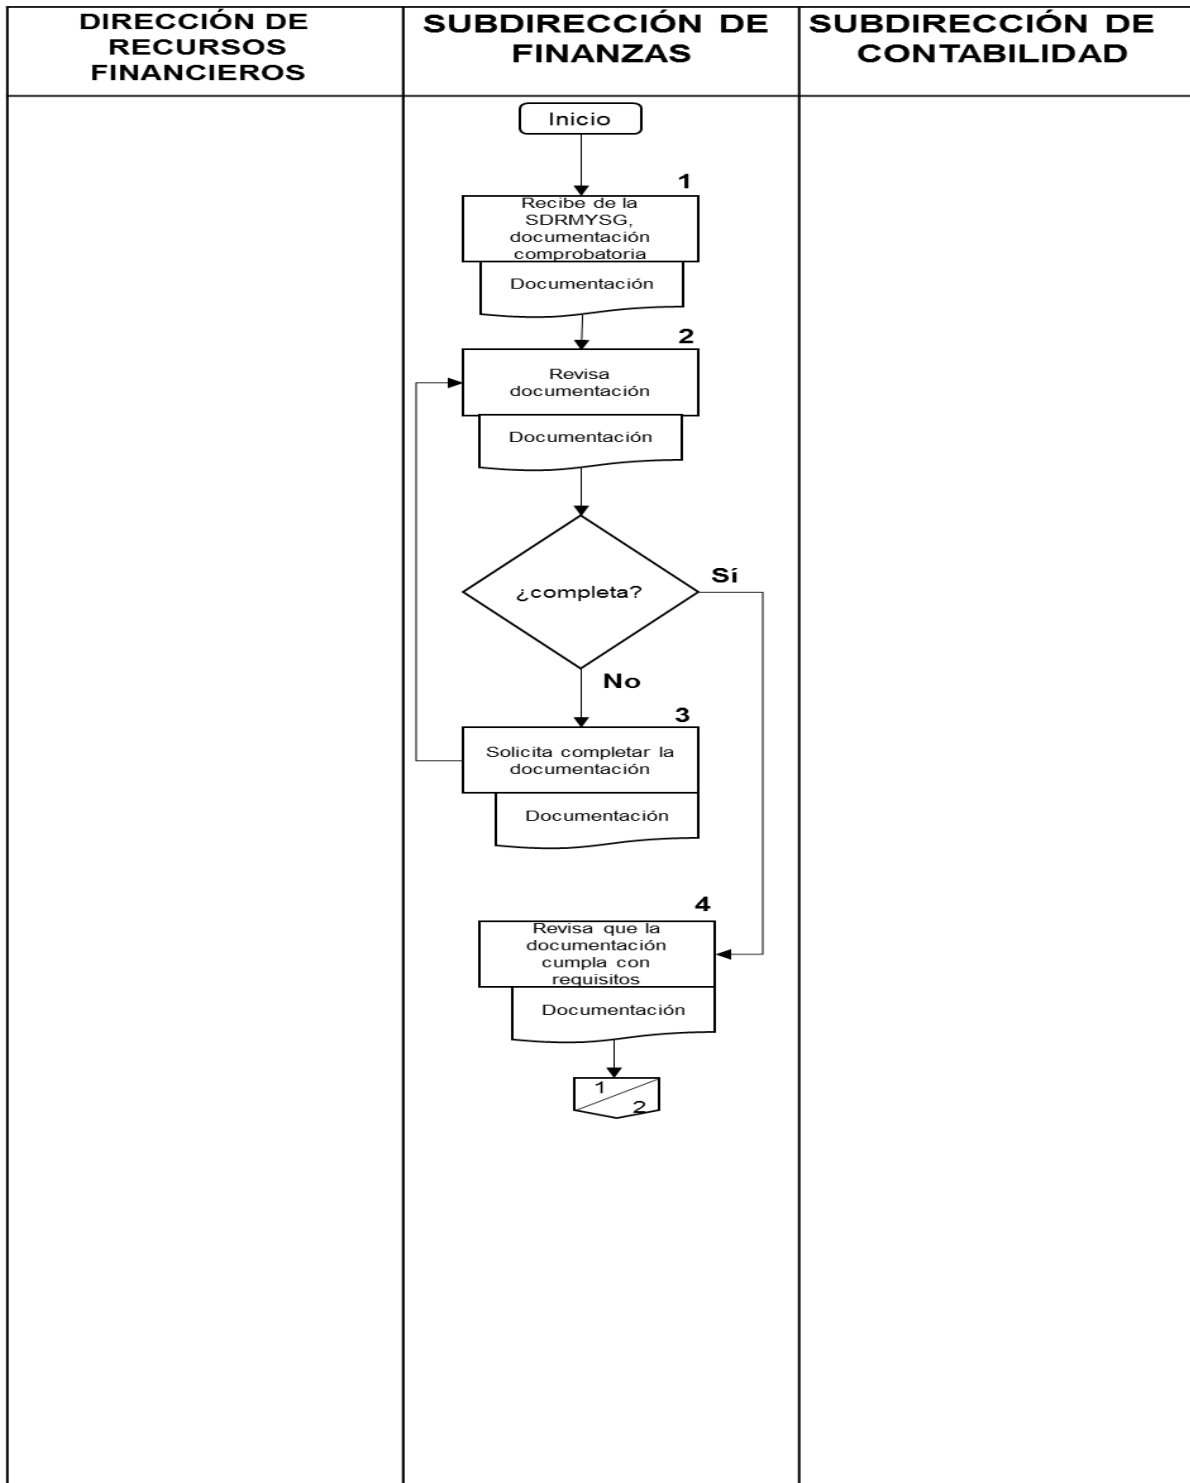 DIRECCIÓN DE
RECURSOS
FINANCIEROS
SUBDIRECCIÓN DE
FINANZAS
SUBDIRECCIÓN DE
CONTABILIDAD
Inicio
1
Recibe de la
SDRMYSG,
documentación
comprobatoria
Documentación
2
Revisa
documentación
Documentación
¿completa?
Sí
No
3
Solicita completar la
documentación
Documentación
4
Revisa que la
documentación
cumpla con
requisitos
Documentación
1
2